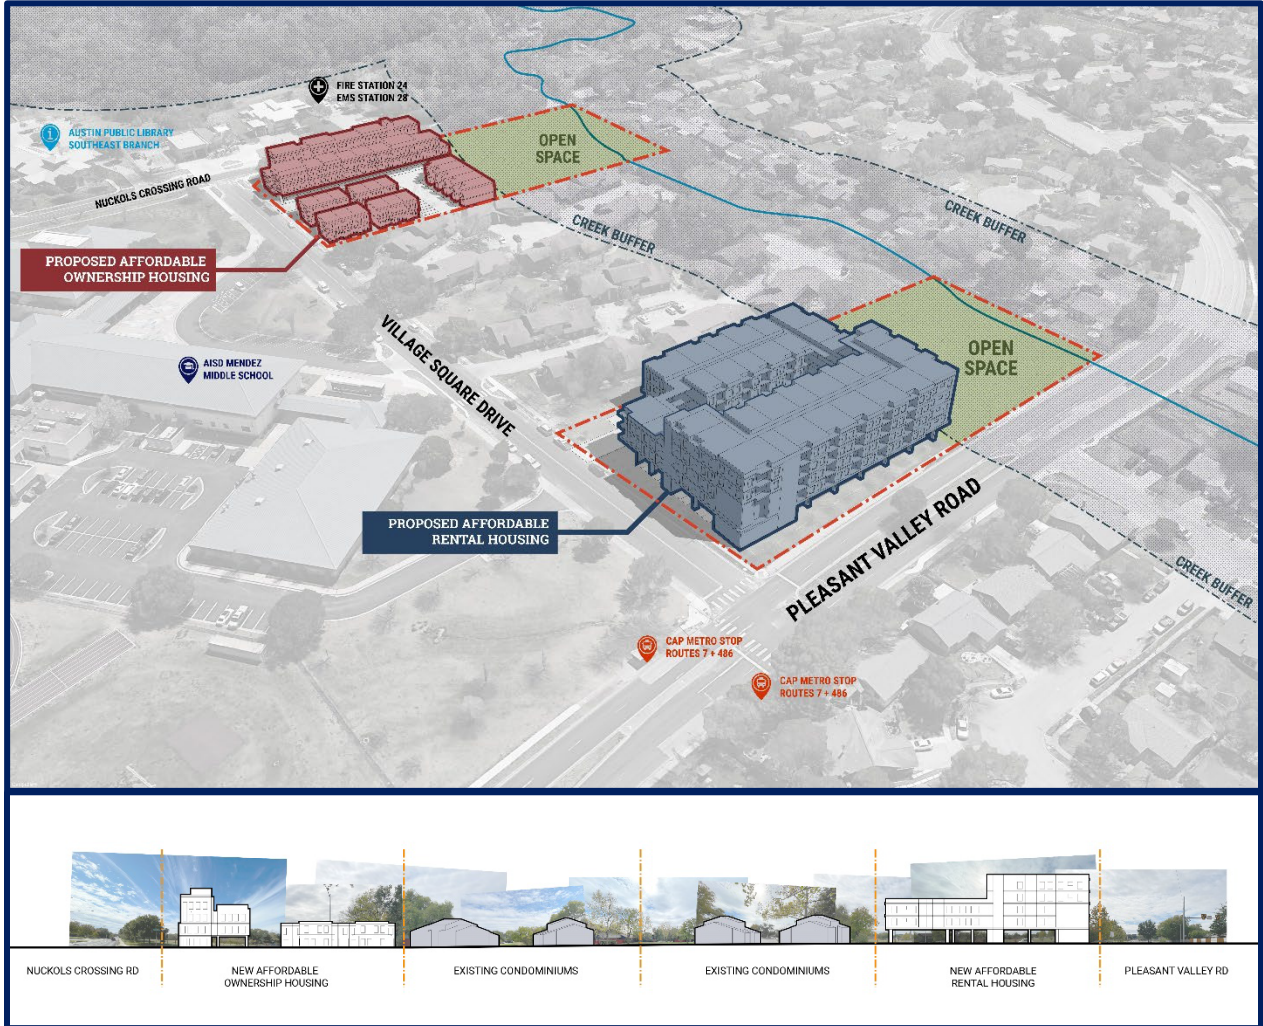 FIRE STATION 24
EMS STATION 28
AUSTIN PUBLIC LIBRARY
SOUTHEAST BRANCH
OPEN
SPACE
NUCKOLS CROSSING ROAD
CREEK BUFFER
CREEK BUFFER
PROPOSED AFFORDABLE
OWNERSHIP HOUSING
VILLAGE SQUARE DRIVE
OPEN
SPACE
AISD MENDEZ
MIDDLE SCHOOL
PROPOSED AFFORDABLE
RENTAL HOUSING
PLEASANT VALLEY ROAD
CREEK BUFFER
CAP METRO STOP
ROUTES 7 + 486
CAP METRO STOP
ROUTES 7 + 486
NUCKOLS CROSSING RD
NEW AFFORDABLE
OWNERSHIP HOUSING
EXISTING CONDOMINIUMS
EXISTING CONDOMINIUMS
NEW AFFORDABLE
RENTAL HOUSING
PLEASANT VALLEY RD